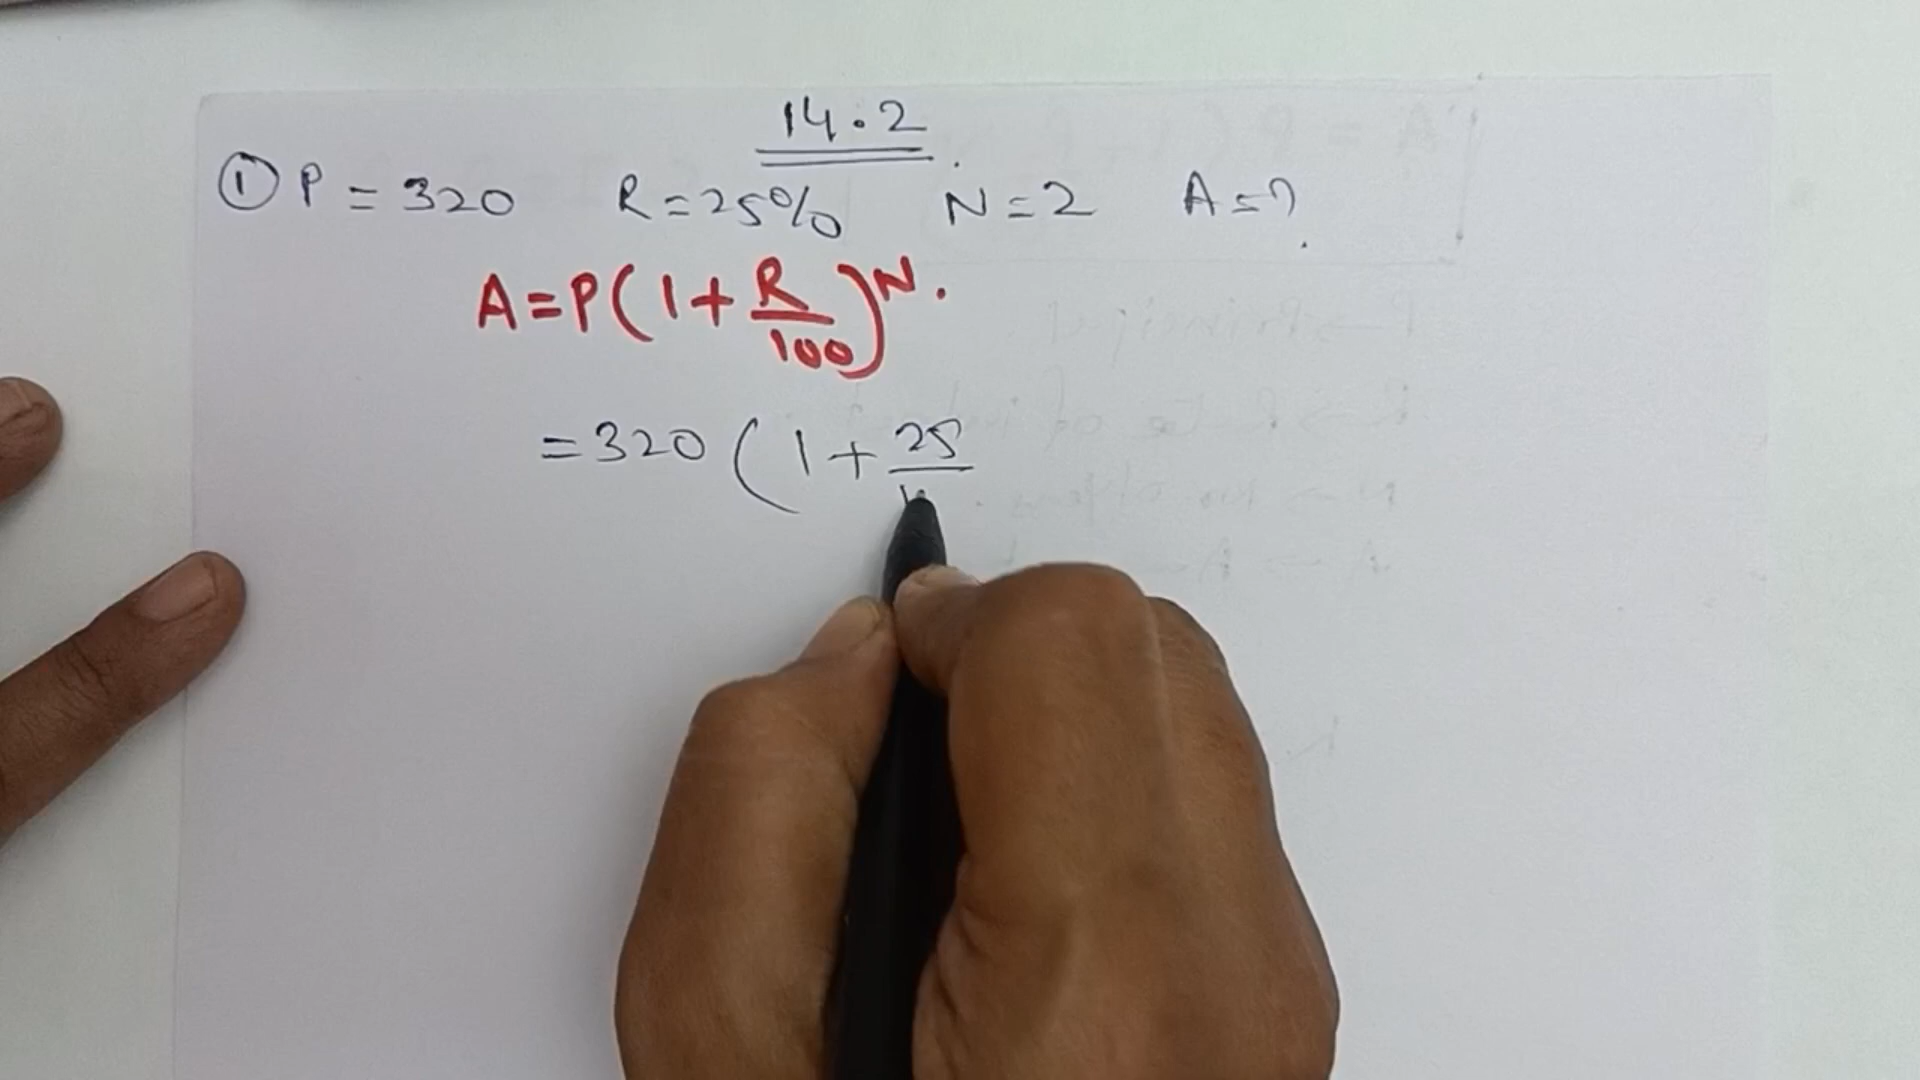 14.2
① P = 320 R = 25% N = 2 A = ?
A = P(1 + R/100)^N.
= 320 (1 + 25/